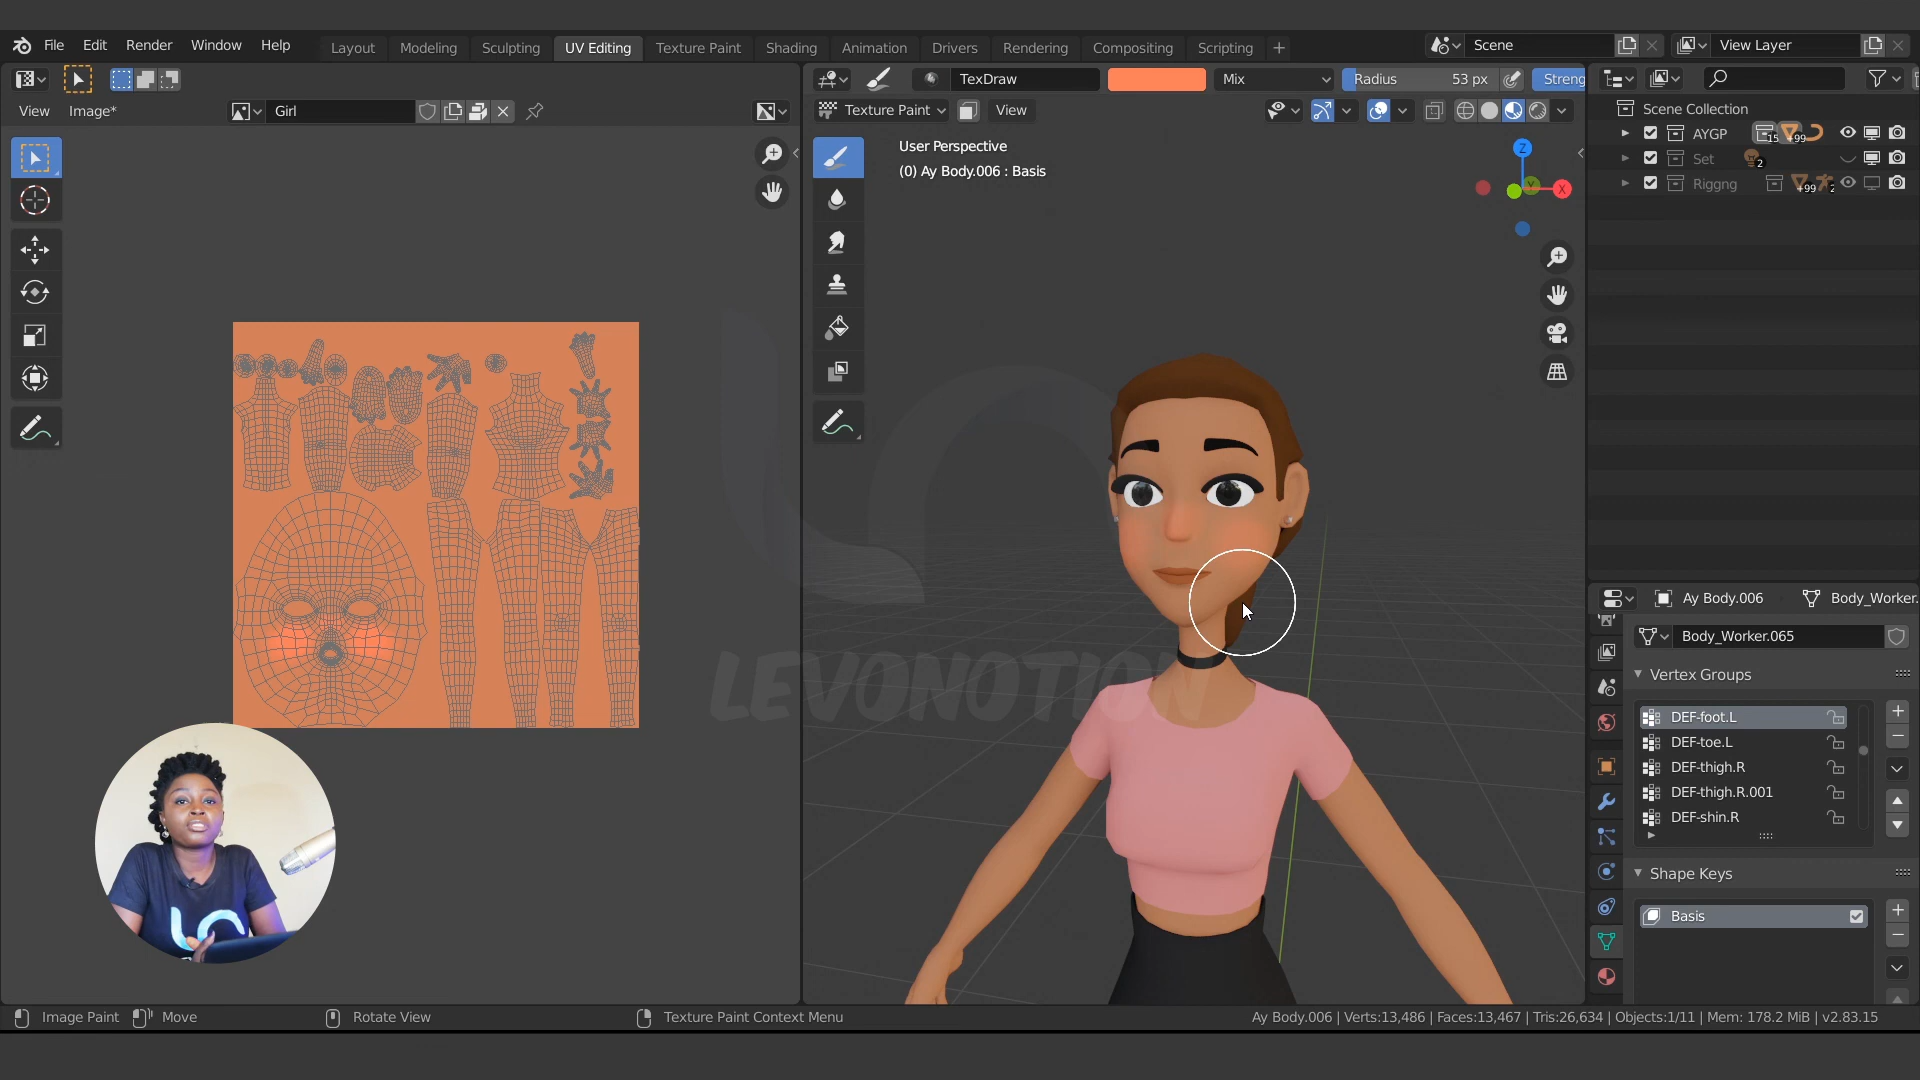 File Edit Render Window Help Layout Modeling Sculpting UV Editing Texture Paint Shading Animation Drivers Rendering Compositing Scripting + Scene View Layer
TexDraw Mix Radius 53 px Streng
View Image* Girl Texture Paint View
Scene Collection
AYGP 15 +99
Set 2
Riggng +99 2
User Perspective
(0) Ay Body.006 : Basis
Z
Y
X
LEVONOTION
Ay Body.006 Body_Worker.
Body_Worker.065
Vertex Groups
DEF-foot.L
DEF-toe.L
DEF-thigh.R
DEF-thigh.R.001
DEF-shin.R
Shape Keys
Basis
Image Paint Move Rotate View Texture Paint Context Menu Ay Body.006 | Verts:13,486 | Faces:13,467 | Tris:26,634 | Objects:1/11 | Mem: 178.2 MiB | v2.83.15